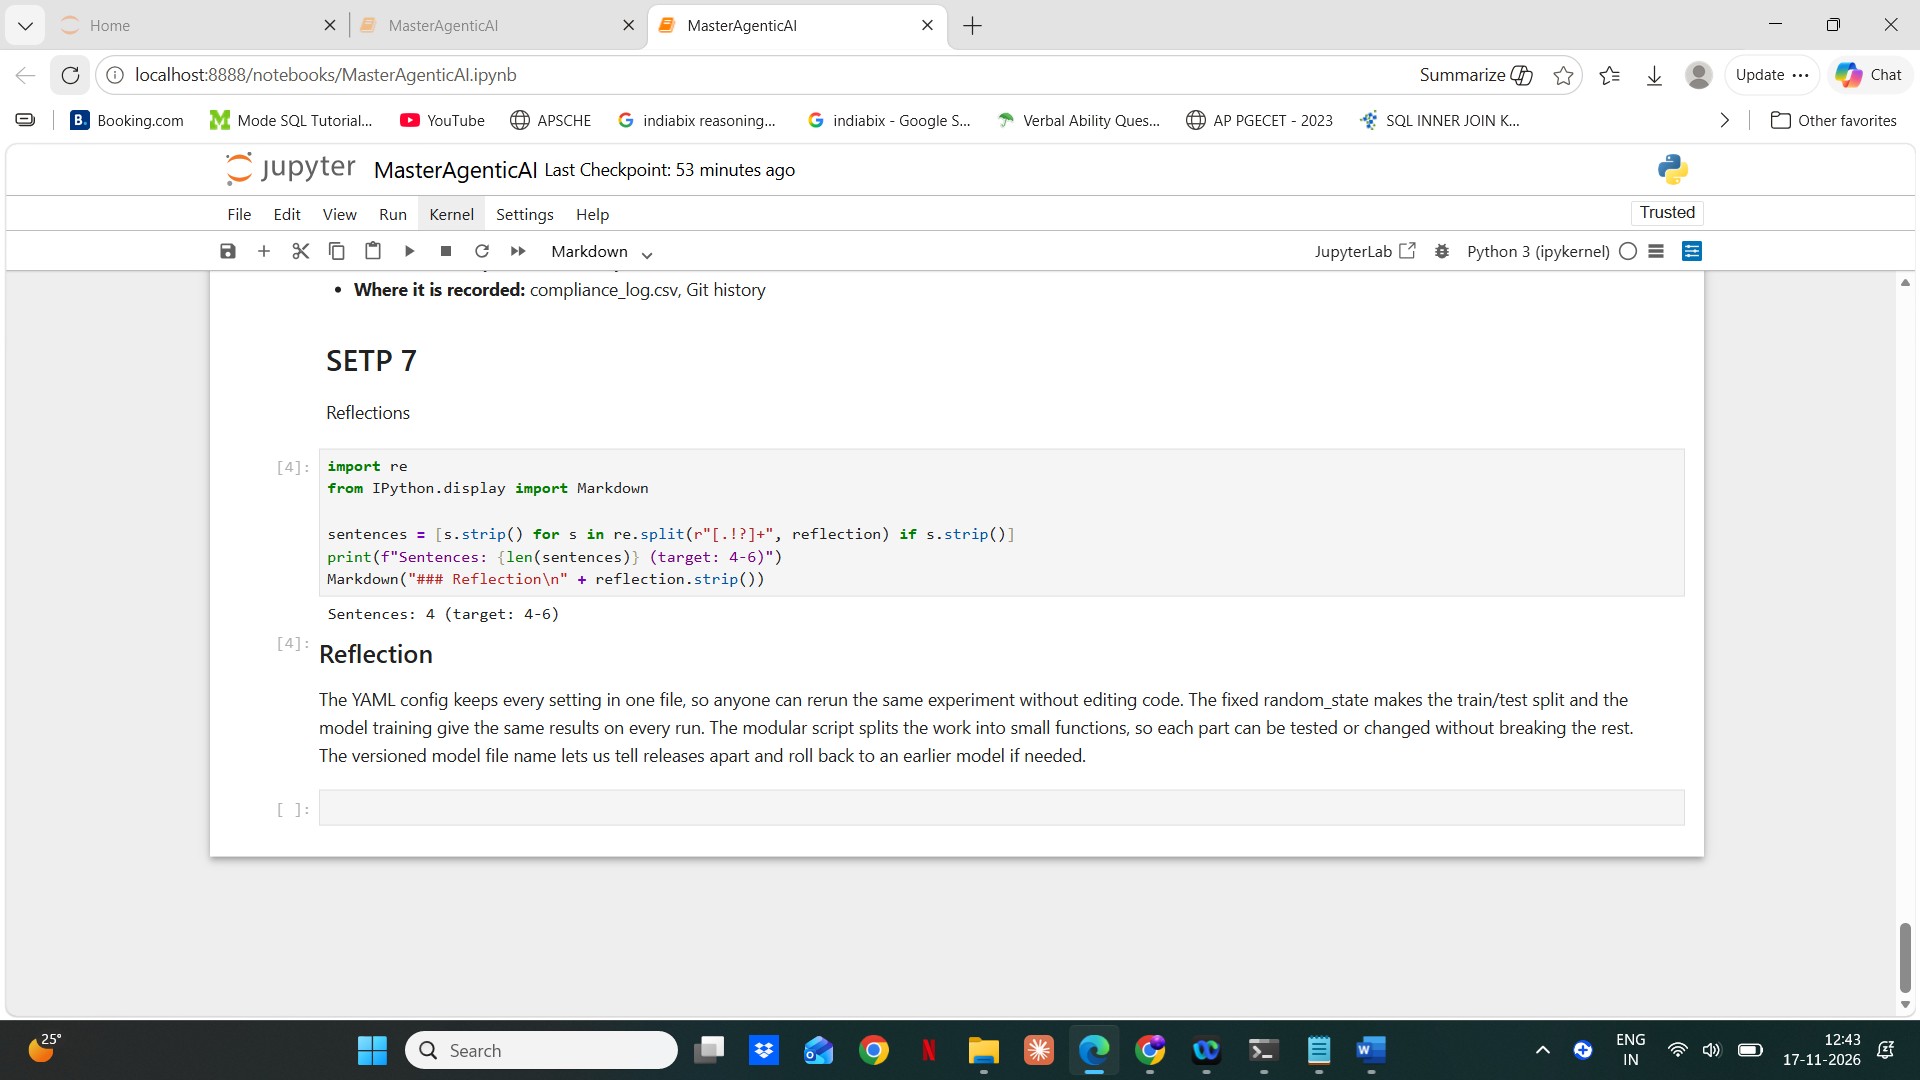 Home
MasterAgenticAI
MasterAgenticAI
localhost:8888/notebooks/MasterAgenticAI.ipynb
Summarize
Update
Chat
Booking.com
Mode SQL Tutorial...
YouTube
APSCHE
indiabix reasoning...
indiabix - Google S...
Verbal Ability Ques...
AP PGECET - 2023
SQL INNER JOIN K...
Other favorites
jupyter MasterAgenticAI Last Checkpoint: 53 minutes ago
File Edit View Run Kernel Settings Help
Trusted
Markdown
JupyterLab
Python 3 (ipykernel)
• Where it is recorded: compliance_log.csv, Git history
SETP 7
Reflections
[4]:
import re
from IPython.display import Markdown
sentences = [s.strip() for s in re.split(r"[.!?]+", reflection) if s.strip()]
print(f"Sentences: {len(sentences)} (target: 4-6)")
Markdown("### Reflection\n" + reflection.strip())
Sentences: 4 (target: 4-6)
[4]:
Reflection
The YAML config keeps every setting in one file, so anyone can rerun the same experiment without editing code. The fixed random_state makes the train/test split and the
model training give the same results on every run. The modular script splits the work into small functions, so each part can be tested or changed without breaking the rest.
The versioned model file name lets us tell releases apart and roll back to an earlier model if needed.
[ ]:
25°
Search
ENG
IN
12:43
17-11-2026